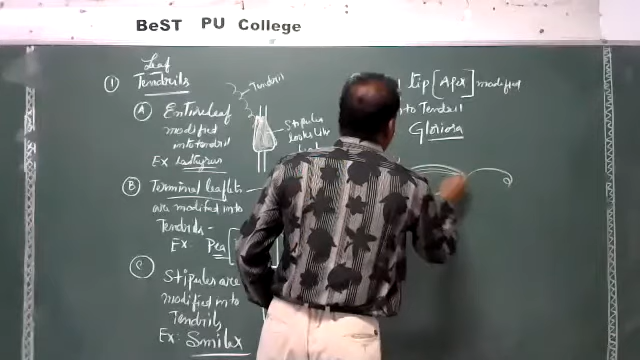 BeST PU College
Leaf
① Tendrils
Ⓐ Entire leaf
modified
into tendril
Ex Lathyrus
Ⓑ Terminal leaflets
are modified into
Tendrils
Ex: Pea
Ⓒ Stipules are
modified into
Tendrils
Ex: Smilax
Tendril
Stipules
looks like
tip [Apex] modified
into Tendril
Gloriosa